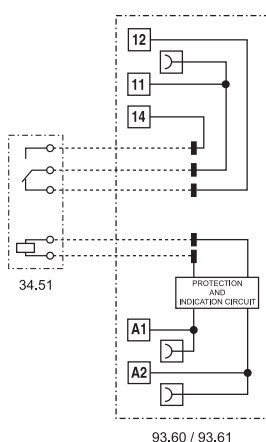 12
11
14
34.51
PROTECTION
AND
INDICATION CIRCUIT
A1
A2
93.60 / 93.61